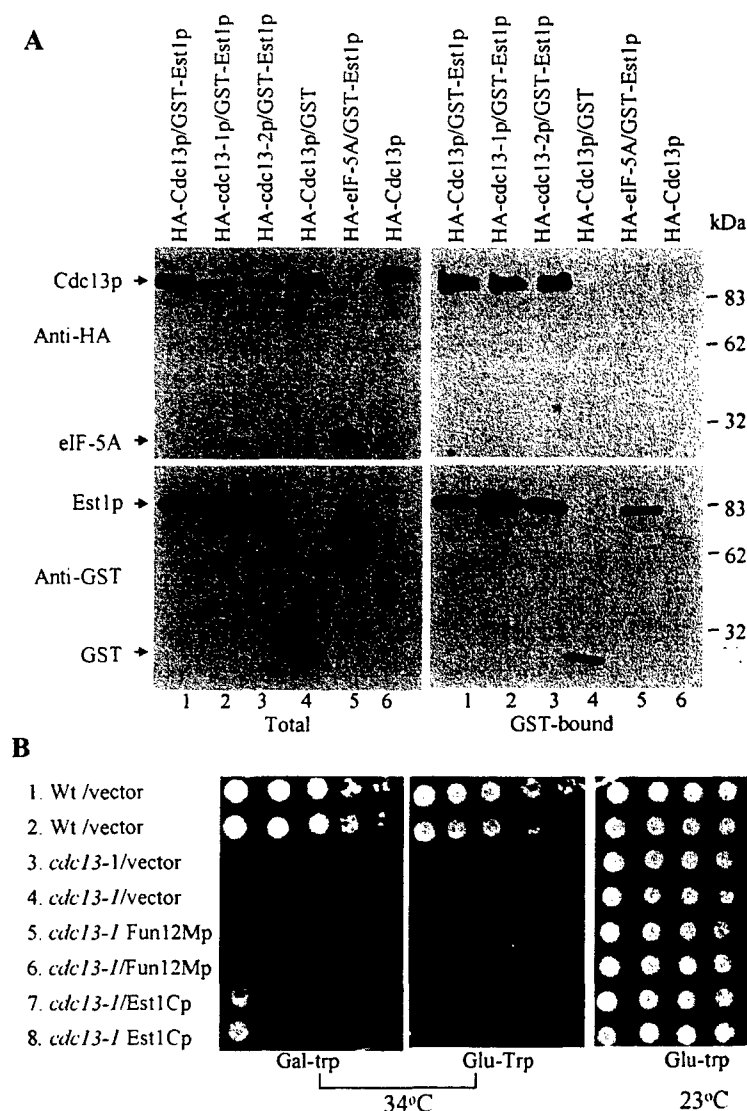 A
HA-Cdc13p/GST-Est1p
HA-cdc13-1p/GST-Est1p
HA-cdc13-2p/GST-Est1p
HA-Cdc13p/GST
HA-eIF-5A/GST-Est1p
HA-Cdc13p
HA-Cdc13p/GST-Est1p
HA-cdc13-1p/GST-Est1p
HA-cdc13-2p/GST-Est1p
HA-Cdc13p/GST
HA-eIF-5A/GST-Est1p
HA-Cdc13p
kDa
Cdc13p
83
Anti-HA
62
32
eIF-5A
Est1p
83
62
Anti-GST
32
GST
1 2 3 4 5 6 1 2 3 4 5 6
Total GST-bound
B
1. Wt /vector
2. Wt /vector
3. cdc13-1/vector
4. cdc13-1/vector
5. cdc13-1 Fun12Mp
6. cdc13-1/Fun12Mp
7. cdc13-1/Est1Cp
8. cdc13-1 Est1Cp
Gal-trp Glu-Trp Glu-trp
34°C 23°C